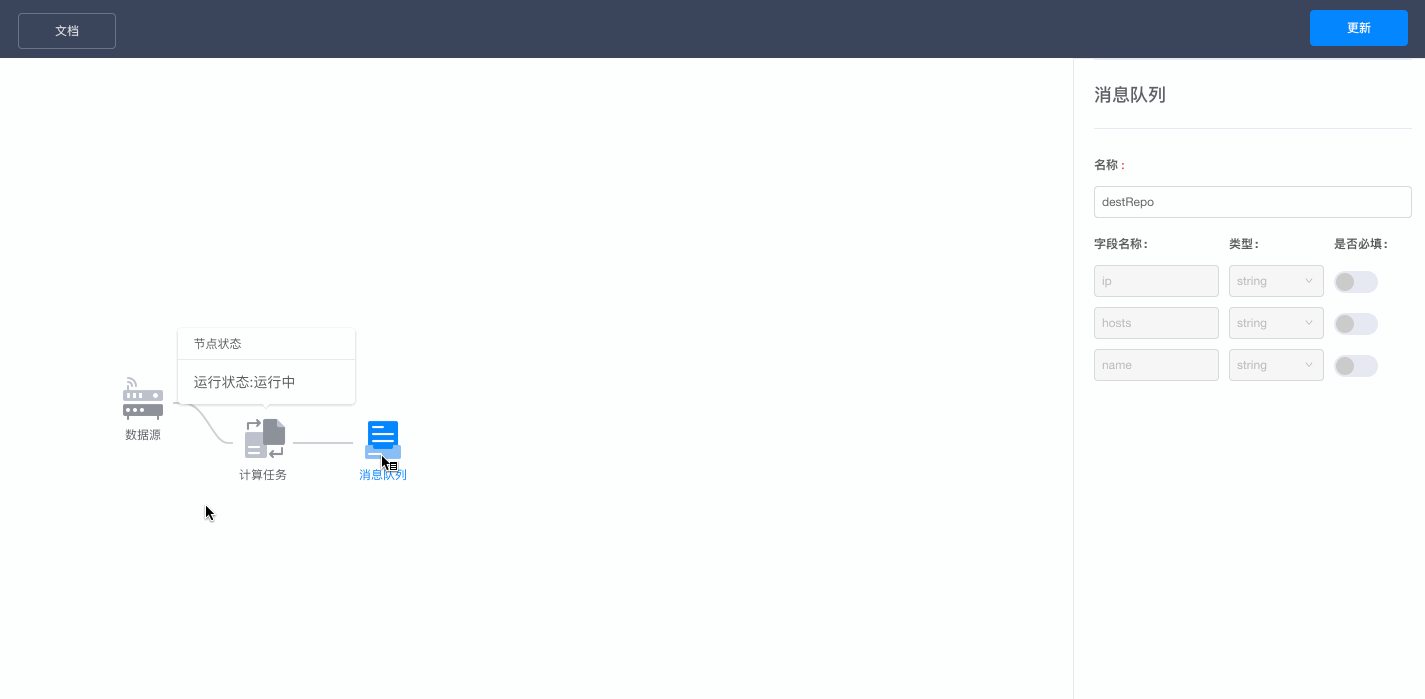 文档
更新
消息队列
名称 :
destRepo
字段名称 : 类型 : 是否必填 :
ip string
hosts string
name string
节点状态
运行状态:运行中
数据源
计算任务
消息队列